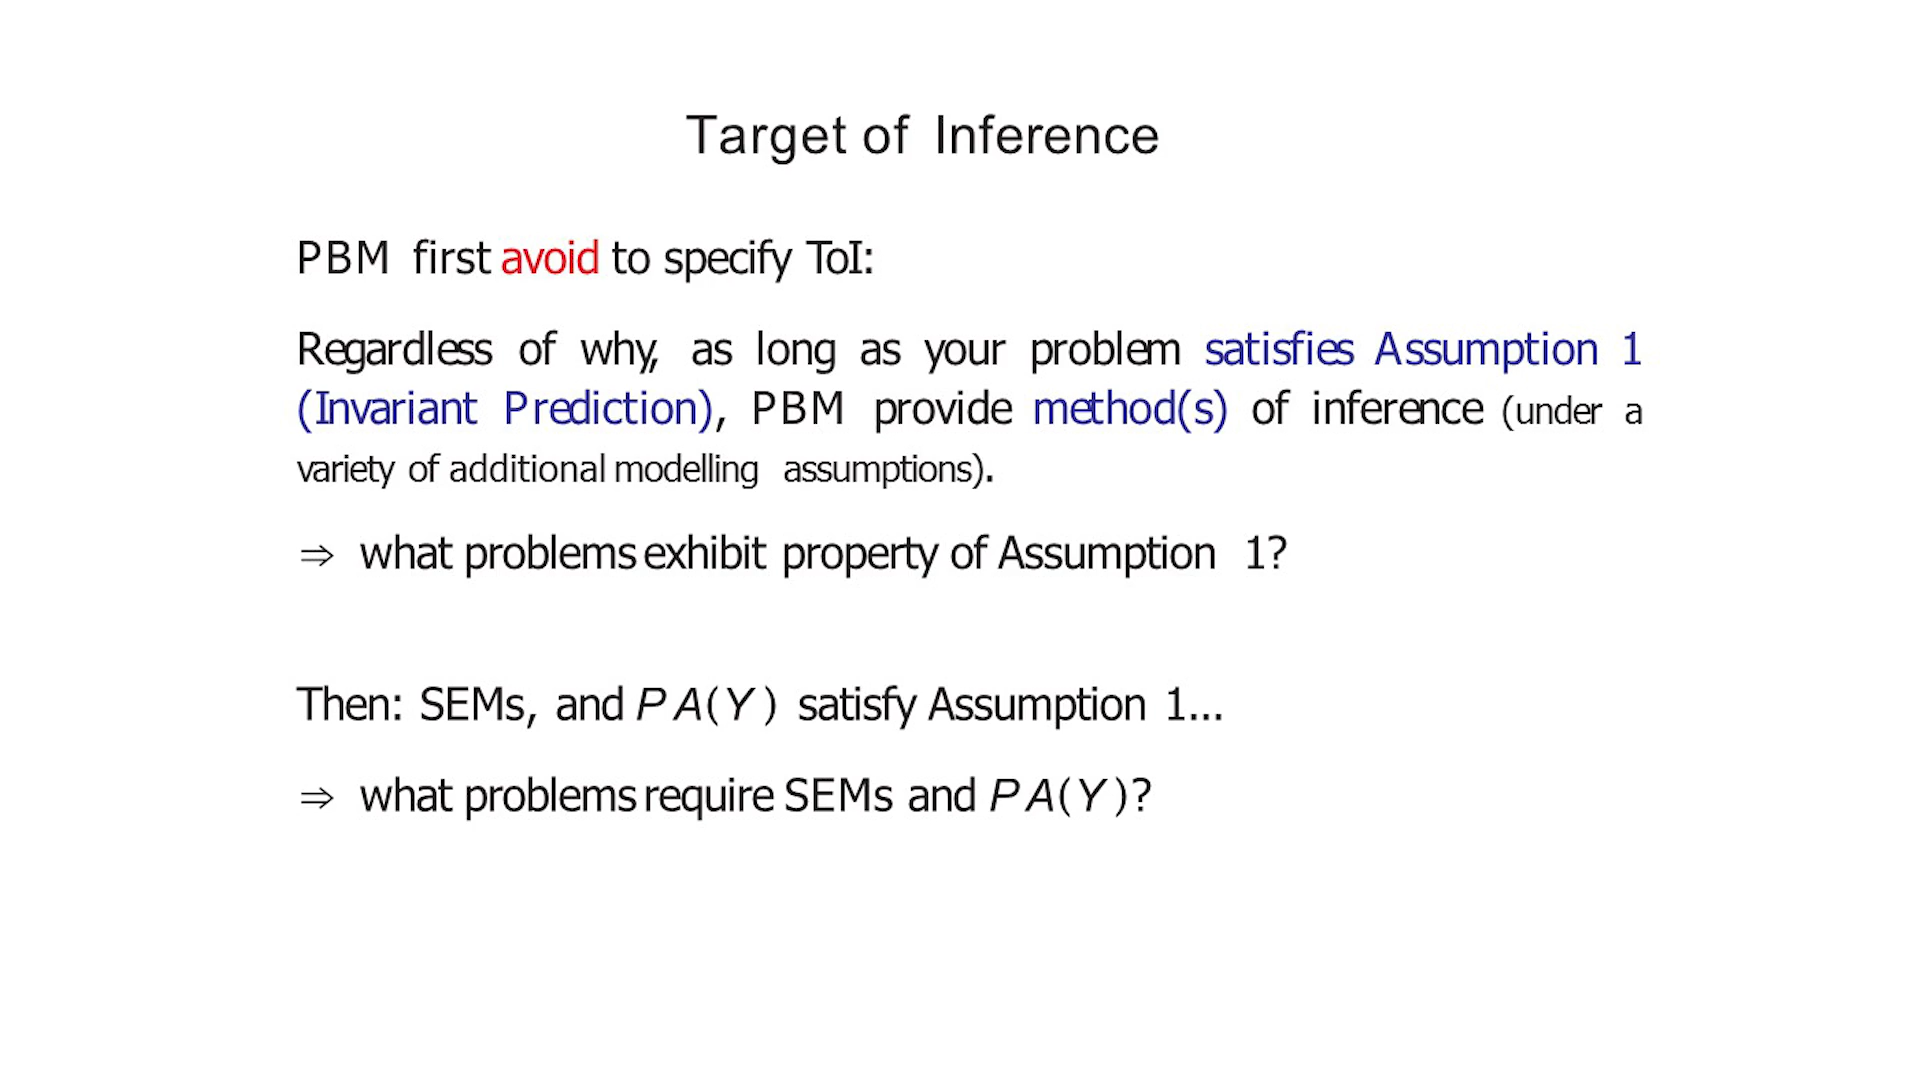 Target of Inference
PBM first avoid to specify ToI:
Regardless of why, as long as your problem satisfies Assumption 1
(Invariant Prediction), PBM provide method(s) of inference (under a
variety of additional modelling assumptions).
⇒ what problems exhibit property of Assumption 1?
Then: SEMs, and PA(Y) satisfy Assumption 1...
⇒ what problems require SEMs and PA(Y)?